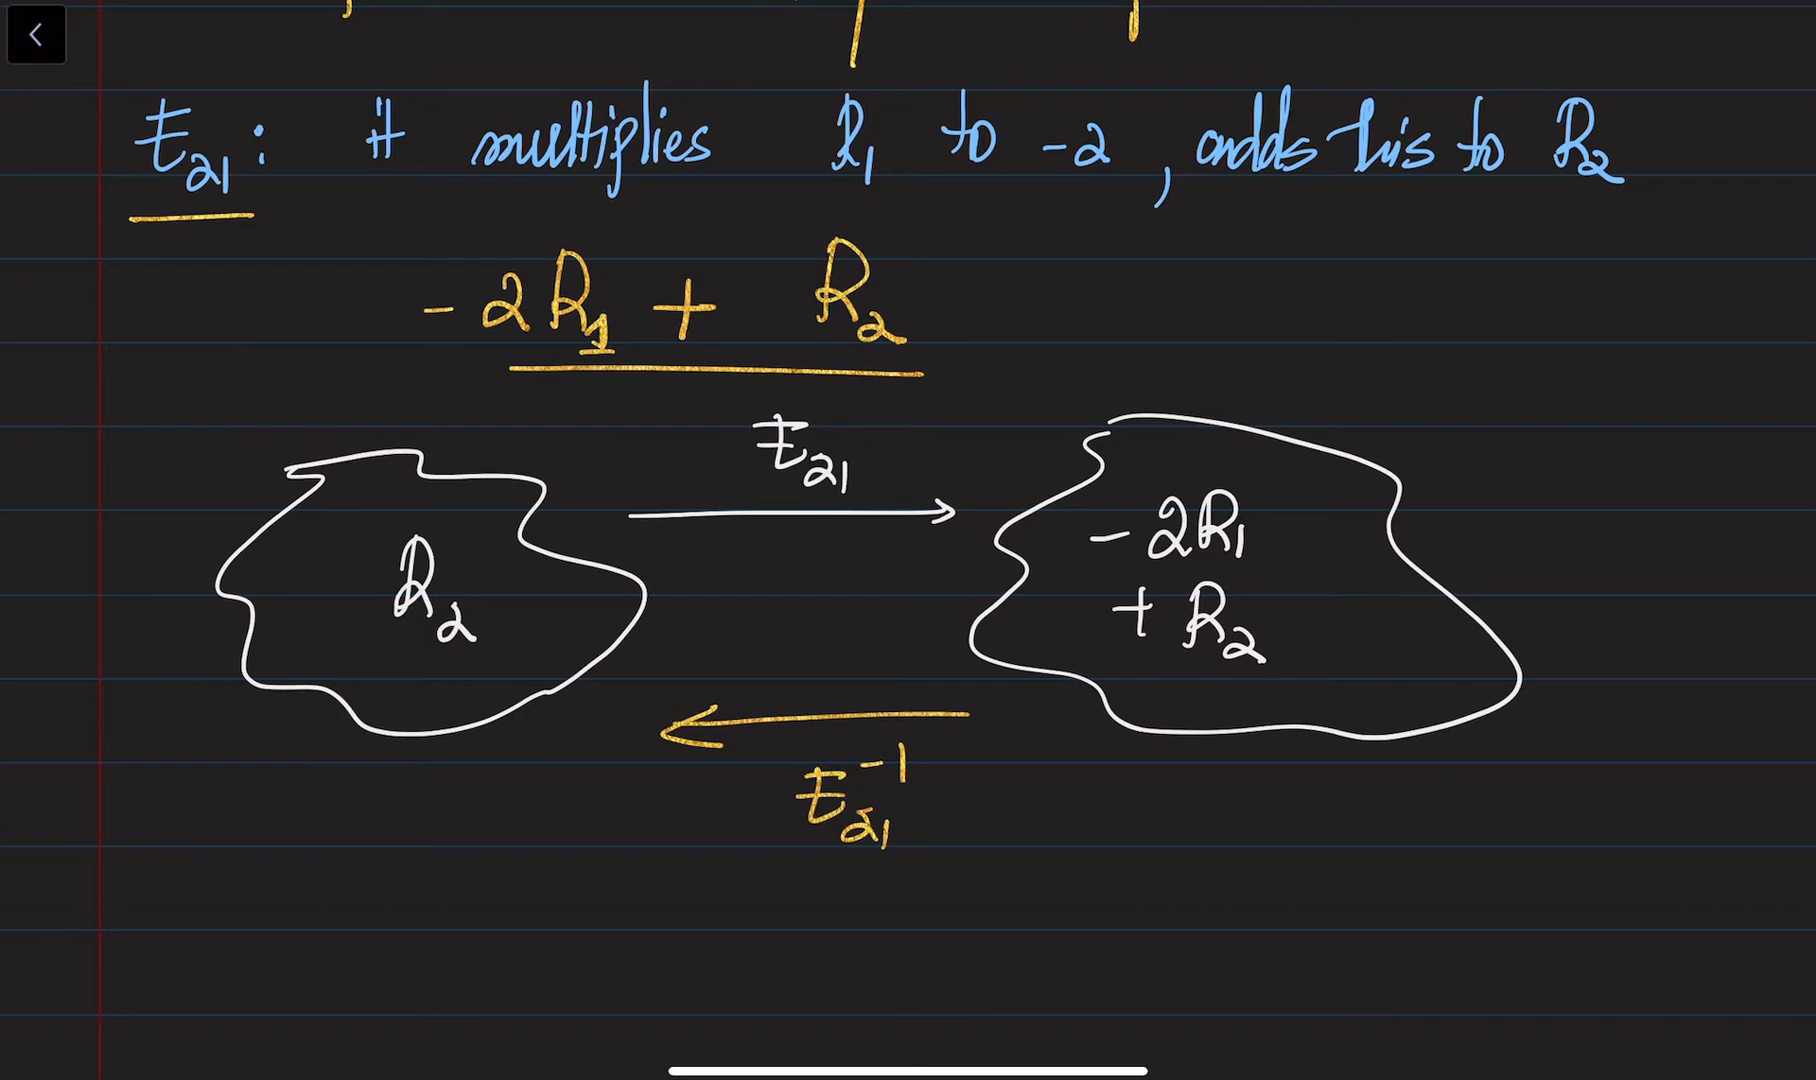 E₂₁ : It multiplies R₁ to -2, adds this to R₂
-2R₁ + R₂
E₂₁
R₂
-2R₁
+ R₂
E₂₁⁻¹